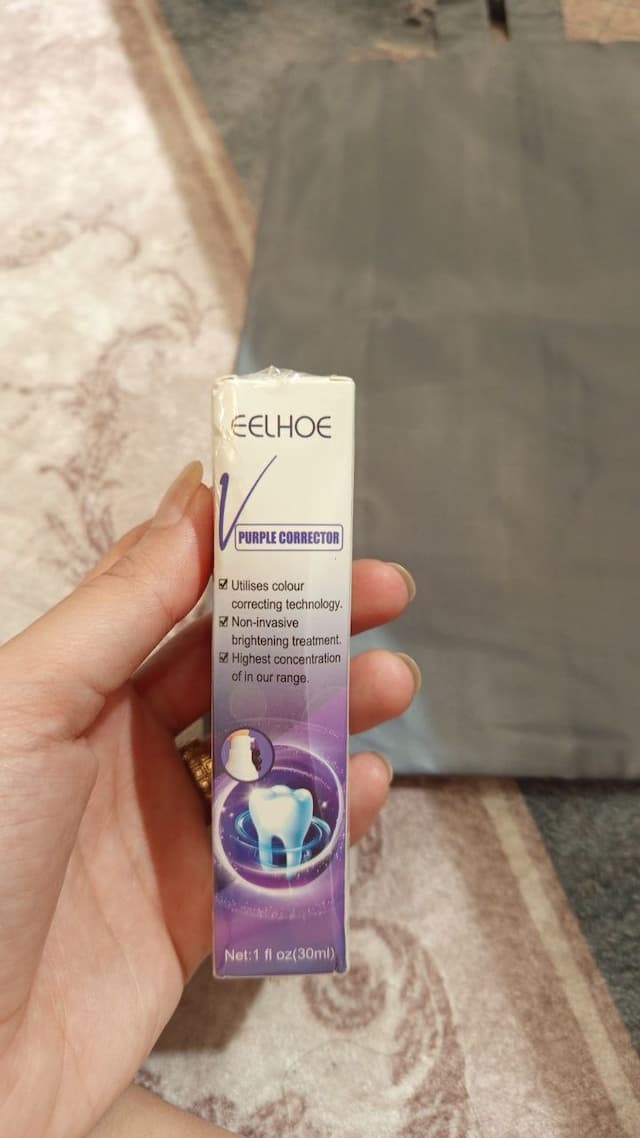 EELHOE
V
PURPLE CORRECTOR
Utilises colour
correcting technology.
Non-invasive
brightening treatment.
Highest concentration
of in our range.
Net:1 fl oz(30ml)